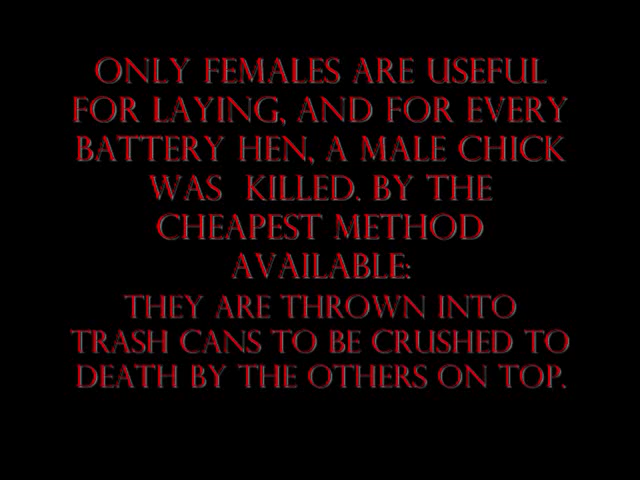 ONLY FEMALES ARE USEFUL
FOR LAYING, AND FOR EVERY
BATTERY HEN, A MALE CHICK
WAS  KILLED. BY THE
CHEAPEST METHOD
AVAILABLE:
THEY ARE THROWN INTO
TRASH CANS TO BE CRUSHED TO
DEATH BY THE OTHERS ON TOP.